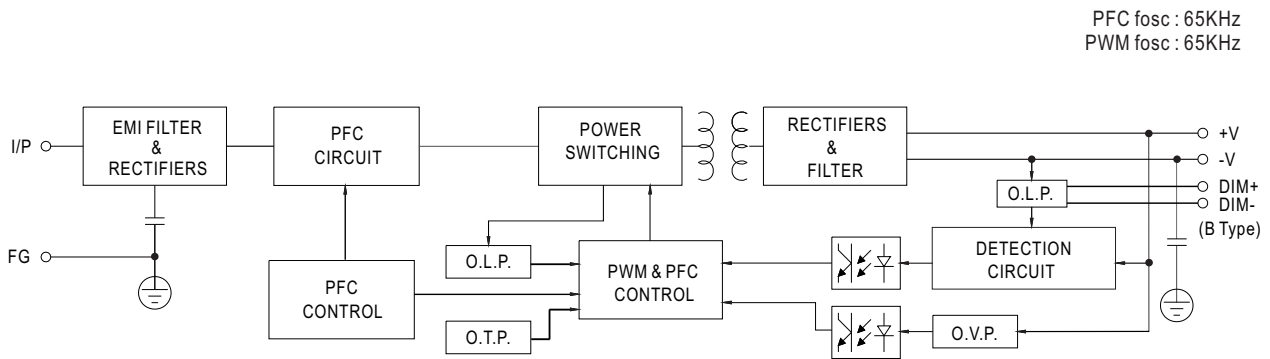 PFC fosc : 65KHz
PWM fosc : 65KHz
I/P
EMI FILTER
&
RECTIFIERS
PFC
CIRCUIT
POWER
SWITCHING
RECTIFIERS
&
FILTER
+V
-V
O.L.P.
DIM+
DIM-
(B Type)
FG
PFC
CONTROL
O.L.P.
O.T.P.
PWM & PFC
CONTROL
DETECTION
CIRCUIT
O.V.P.